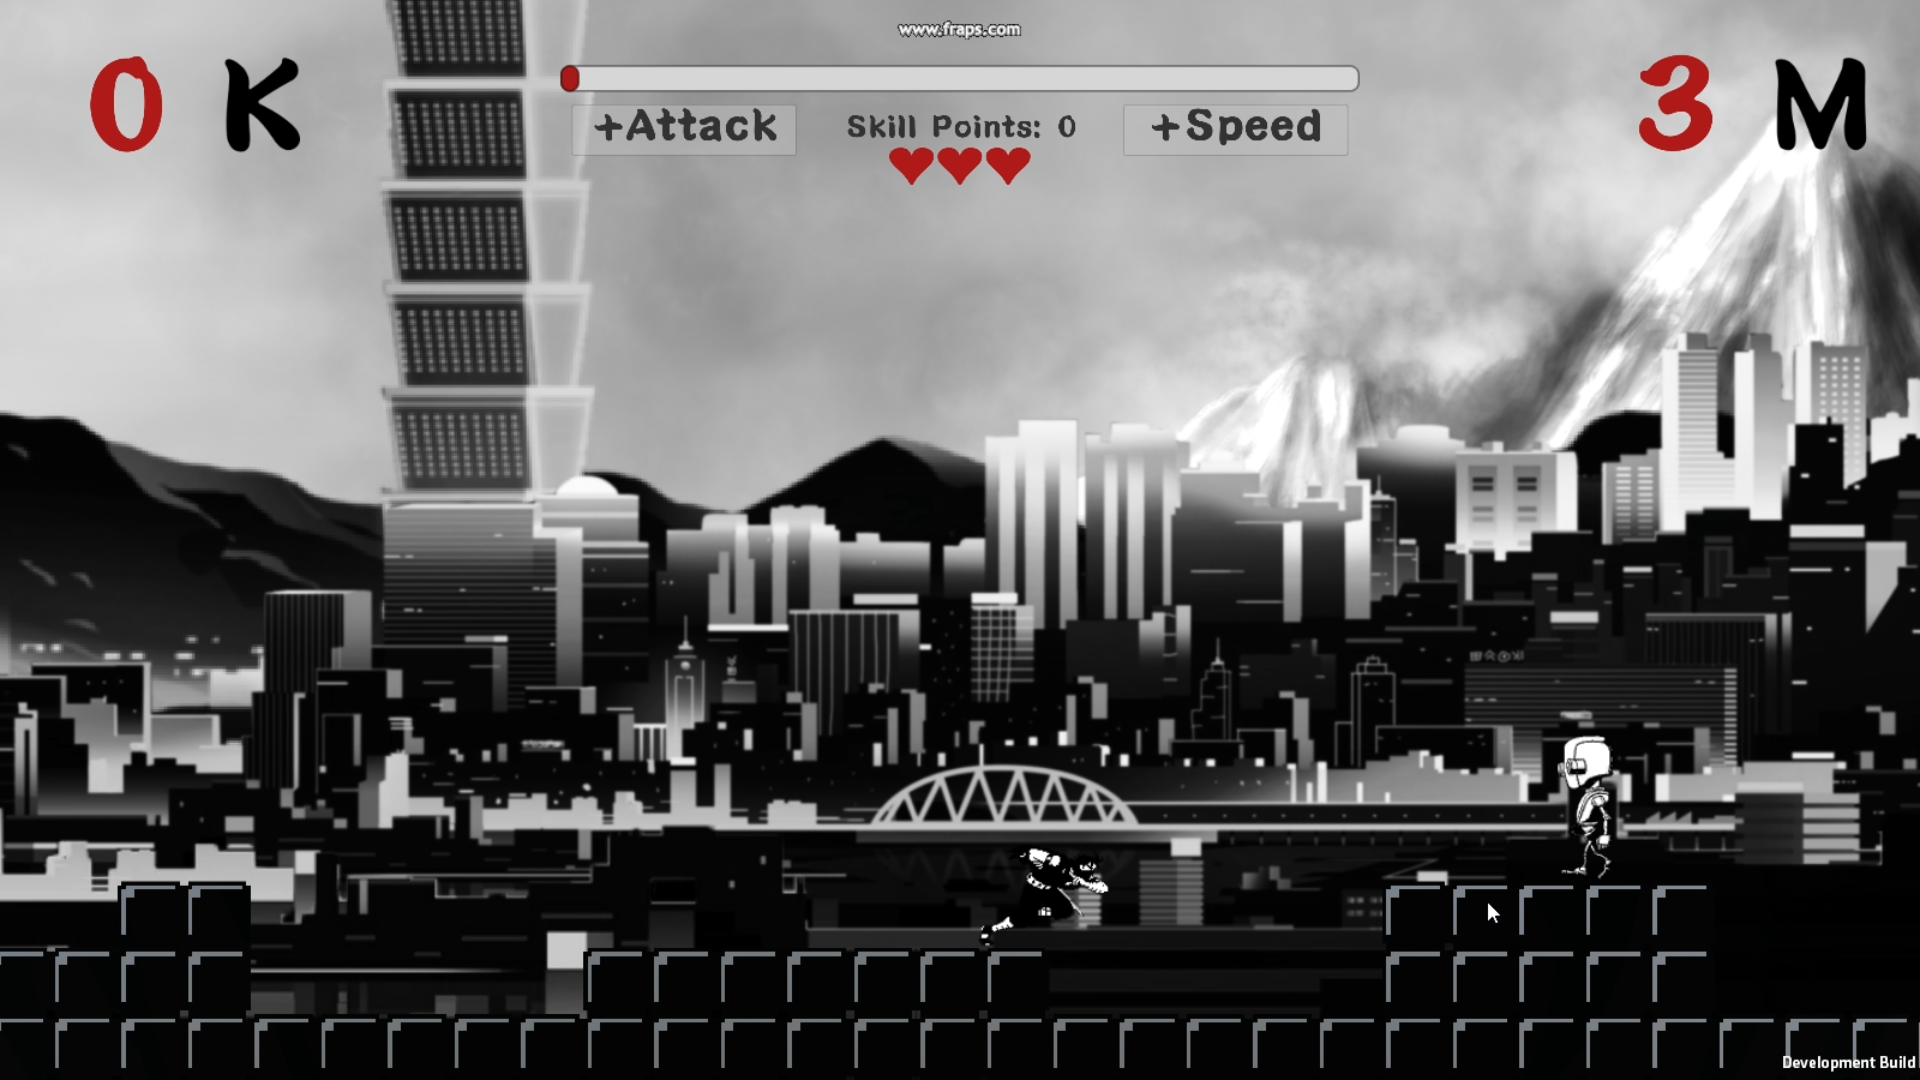 www.fraps.com
0 K
3 M
+Attack
Skill Points: 0
+Speed
Development Build